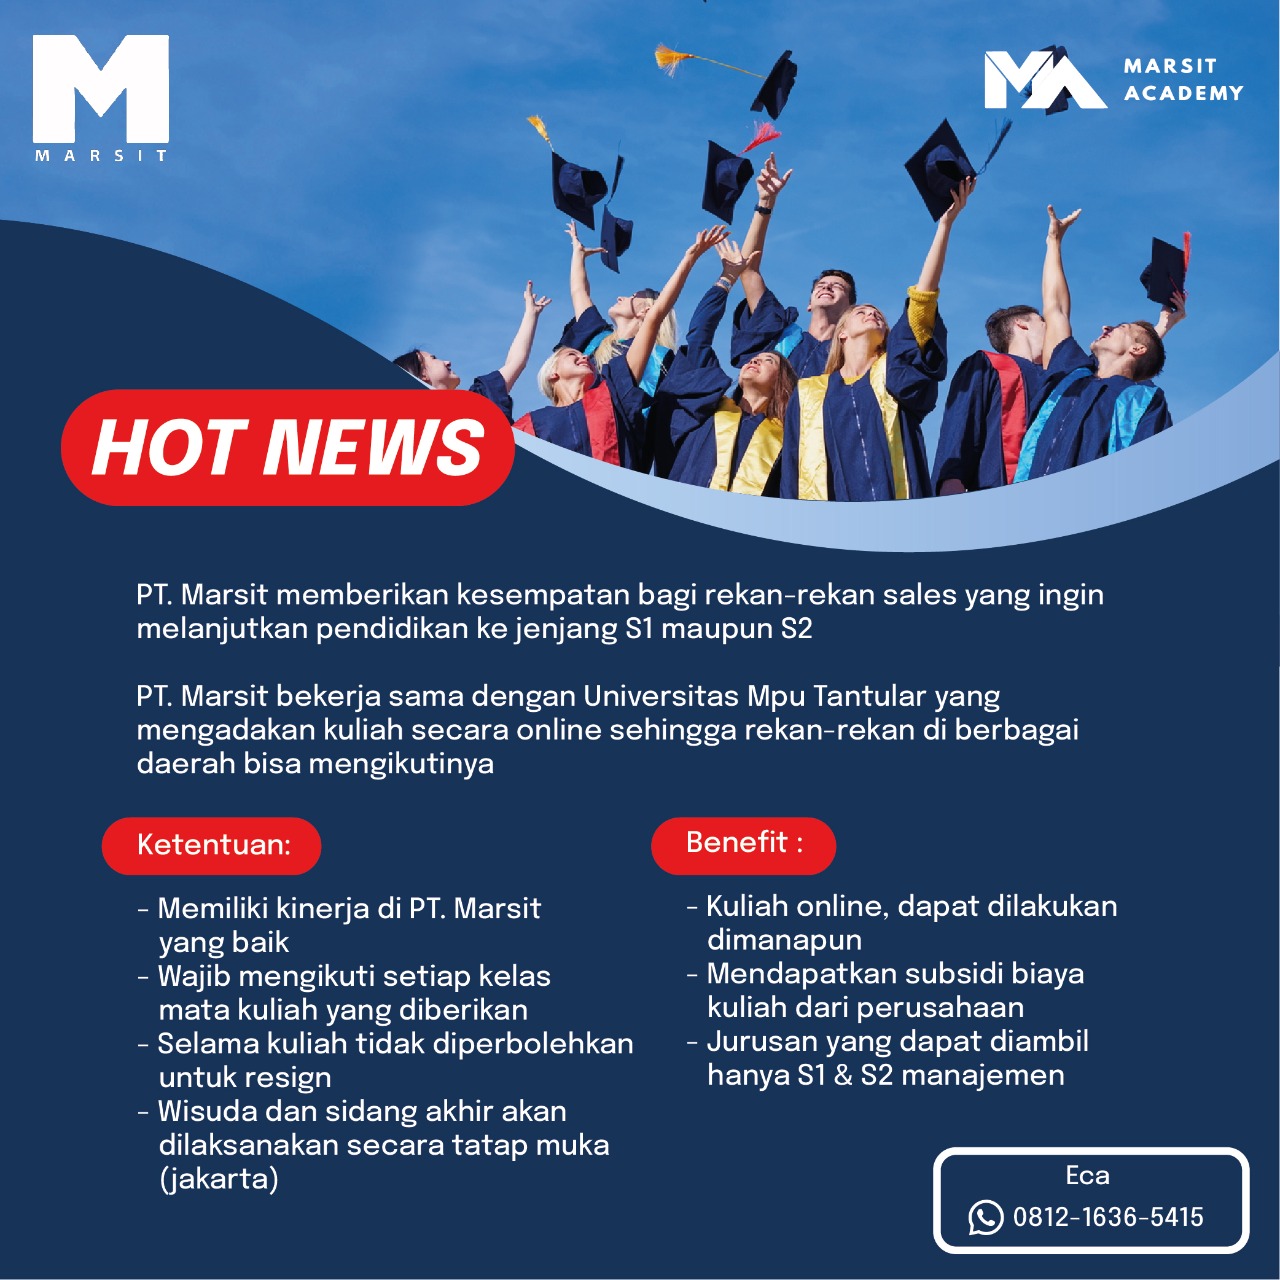 M
MARSIT
MA
MARSIT
ACADEMY
HOT NEWS
PT. Marsit memberikan kesempatan bagi rekan-rekan sales yang ingin
melanjutkan pendidikan ke jenjang S1 maupun S2
PT. Marsit bekerja sama dengan Universitas Mpu Tantular yang
mengadakan kuliah secara online sehingga rekan-rekan di berbagai
daerah bisa mengikutinya
Ketentuan:
- Memiliki kinerja di PT. Marsit
yang baik
- Wajib mengikuti setiap kelas
mata kuliah yang diberikan
- Selama kuliah tidak diperbolehkan
untuk resign
- Wisuda dan sidang akhir akan
dilaksanakan secara tatap muka
(jakarta)
Benefit :
- Kuliah online, dapat dilakukan
dimanapun
- Mendapatkan subsidi biaya
kuliah dari perusahaan
- Jurusan yang dapat diambil
hanya S1 & S2 manajemen
Eca
0812-1636-5415